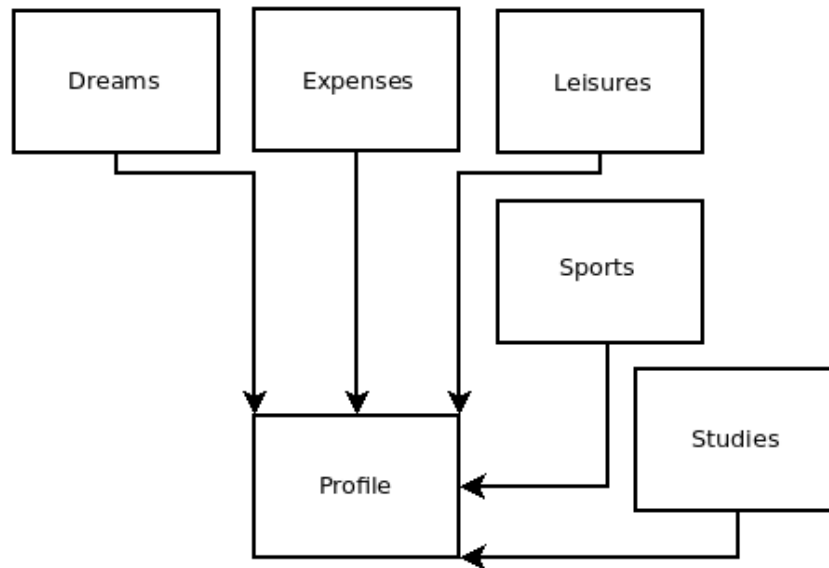 Dreams
Expenses
Leisures
Sports
Studies
Profile